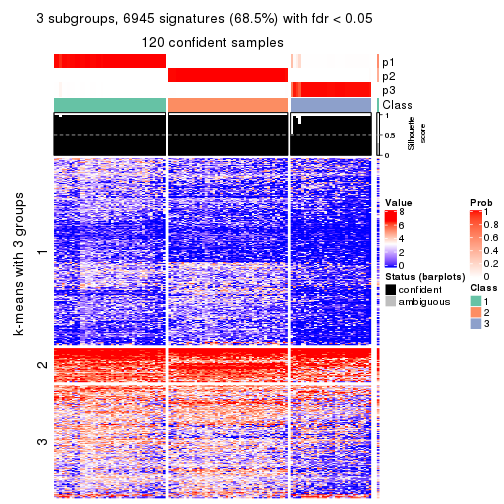 3 subgroups, 6945 signatures (68.5%) with fdr < 0.05
120 confident samples
p1
p2
p3
Class
1
0.5
0
Silhouette
score
k-means with 3 groups
1
2
3
Value
8
6
4
2
0
Status (barplots)
confident
ambiguous
Prob
1
0.8
0.6
0.4
0.2
0
Class
1
2
3